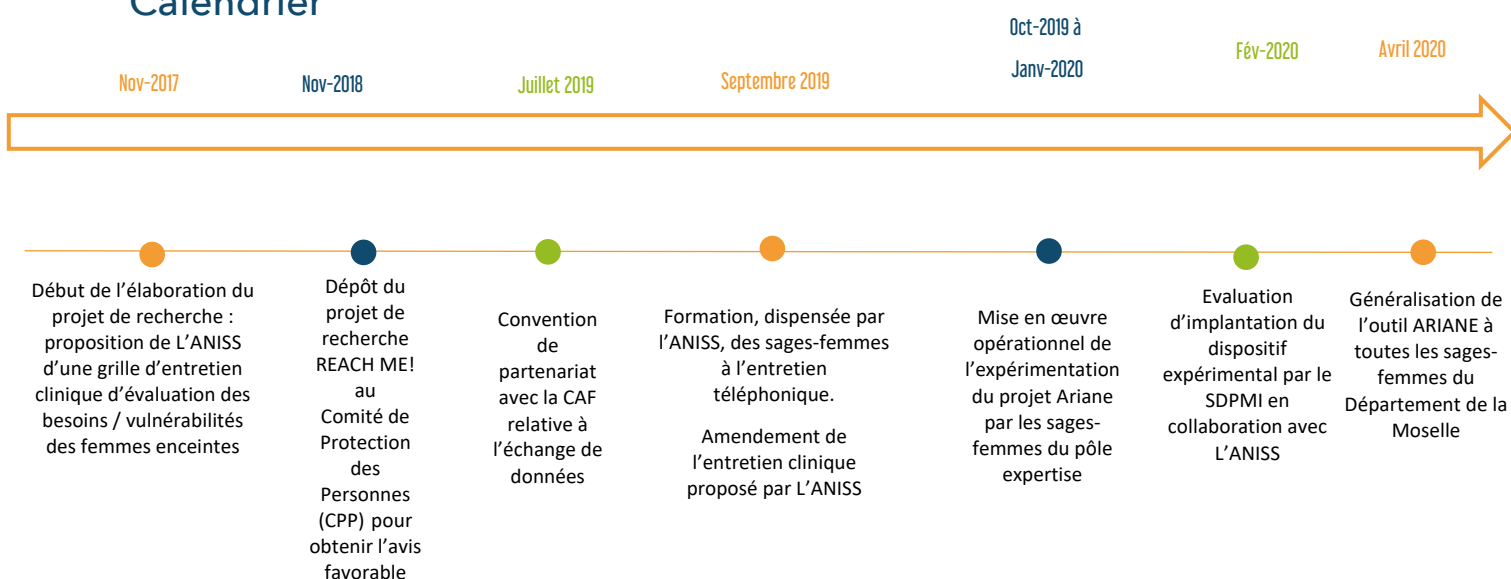 Calendrier
Nov-2017
Nov-2018
Juillet 2019
Septembre 2019
Oct-2019 à
Janv-2020
Fév-2020
Avril 2020
Début de l'élaboration du
projet de recherche :
proposition de L'ANISS
d'une grille d'entretien
clinique d'évaluation des
besoins / vulnérabilités
des femmes enceintes
Dépôt du
projet de
recherche
REACH ME!
au
Comité de
Protection
des
Personnes
(CPP) pour
obtenir l'avis
favorable
Convention
de
partenariat
avec la CAF
relative à
l'échange de
données
Formation, dispensée par
l'ANISS, des sages-femmes
à l'entretien
téléphonique.
Amendement de
l'entretien clinique
proposé par L'ANISS
Mise en œuvre
opérationnel de
l'expérimentation
du projet Ariane
par les sages-
femmes du pôle
expertise
Evaluation
d'implantation du
dispositif
expérimental par le
SDPMI en
collaboration avec
L'ANISS
Généralisation de
l'outil ARIANE à
toutes les sages-
femmes du
Département de la
Moselle